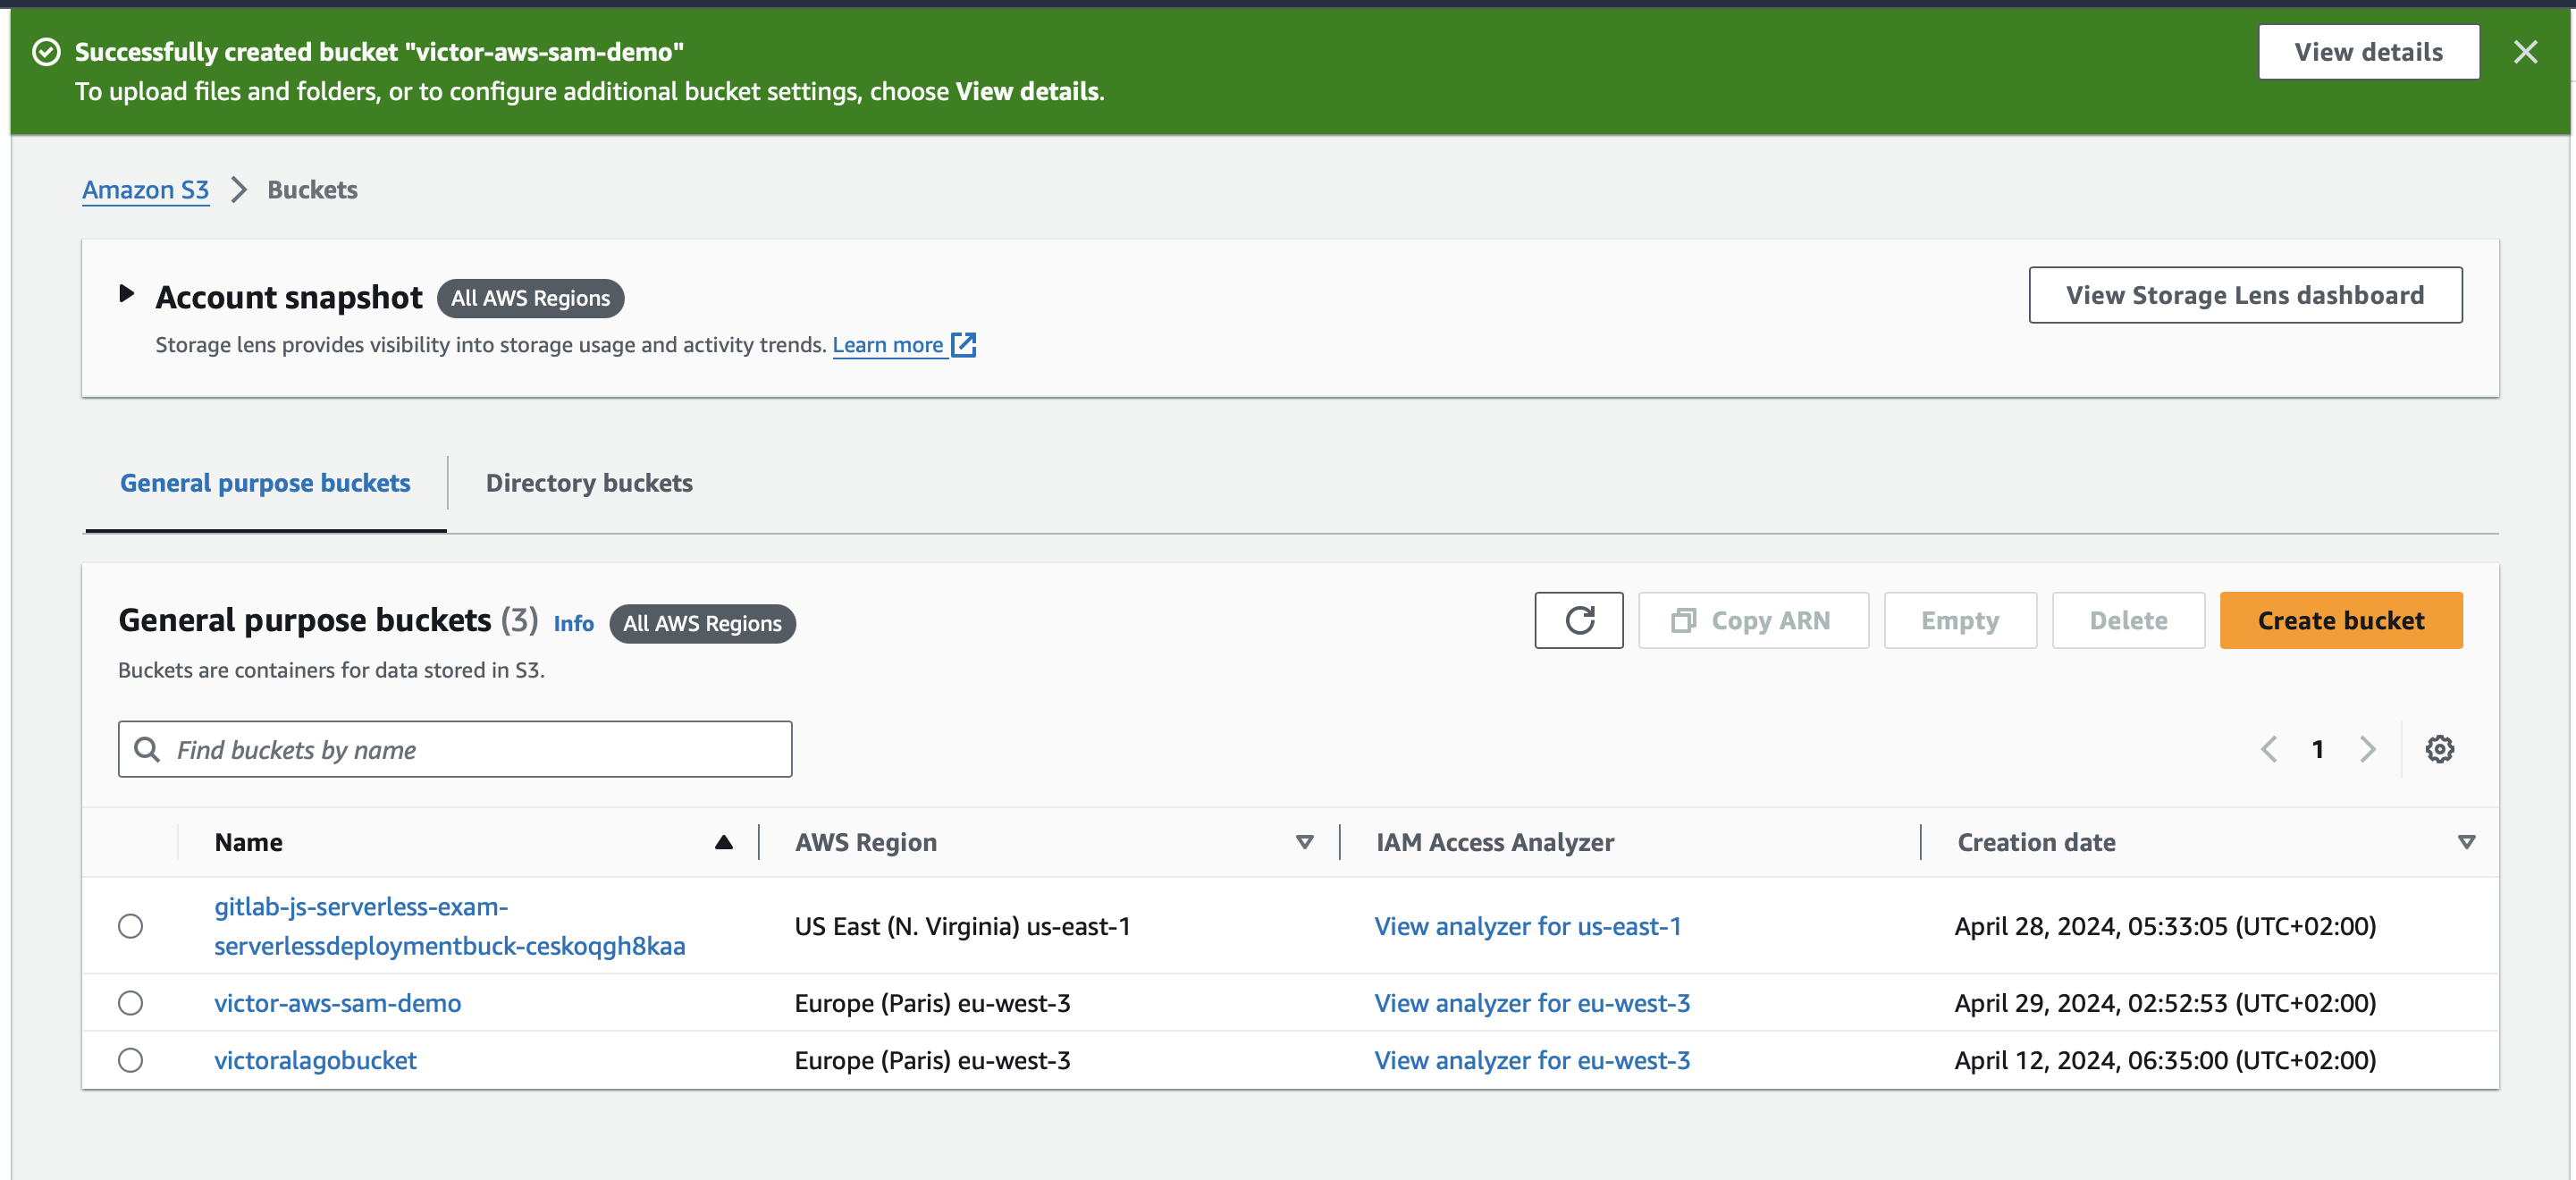 Successfully created bucket "victor-aws-sam-demo"
View details
To upload files and folders, or to configure additional bucket settings, choose View details.
Amazon S3 Buckets
Account snapshot All AWS Regions
View Storage Lens dashboard
Storage lens provides visibility into storage usage and activity trends. Learn more
General purpose buckets Directory buckets
General purpose buckets (3) Info All AWS Regions
Copy ARN Empty Delete Create bucket
Buckets are containers for data stored in S3.
Find buckets by name
1
Name AWS Region IAM Access Analyzer Creation date
gitlab-js-serverless-exam-
serverlessdeploymentbuck-ceskoqgh8kaa US East (N. Virginia) us-east-1 View analyzer for us-east-1 April 28, 2024, 05:33:05 (UTC+02:00)
victor-aws-sam-demo Europe (Paris) eu-west-3 View analyzer for eu-west-3 April 29, 2024, 02:52:53 (UTC+02:00)
victoralagobucket Europe (Paris) eu-west-3 View analyzer for eu-west-3 April 12, 2024, 06:35:00 (UTC+02:00)